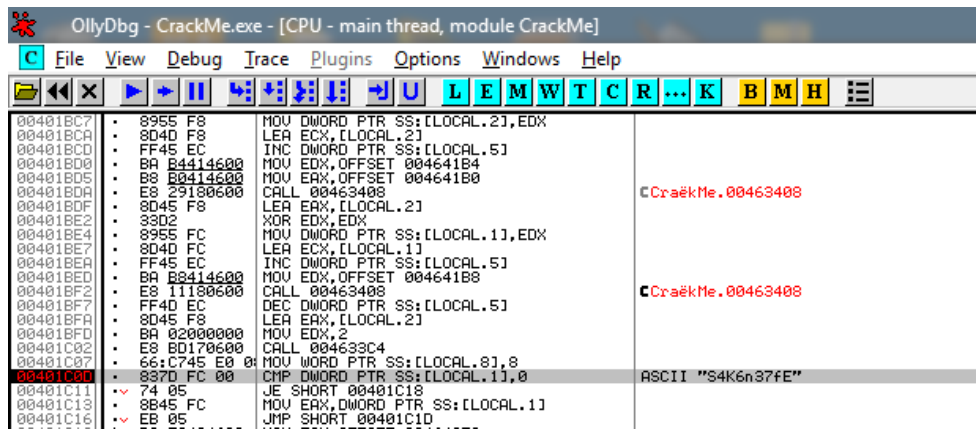 OllyDbg - CrackMe.exe - [CPU - main thread, module CrackMe]
C File View Debug Trace Plugins Options Windows Help
L E M W T C R ... K B M H
00401BC7 8955 F8 MOV DWORD PTR SS:[LOCAL.2],EDX
00401BCA 8D4D F8 LEA ECX,[LOCAL.2]
00401BCD FF45 EC INC DWORD PTR SS:[LOCAL.5]
00401BD0 BA B4414600 MOV EDX,OFFSET 004641B4
00401BD5 B8 B0414600 MOV EAX,OFFSET 004641B0
00401BDA E8 29180600 CALL 00463408 CCraëkMe.00463408
00401BDF 8D45 F8 LEA EAX,[LOCAL.2]
00401BE2 33D2 XOR EDX,EDX
00401BE4 8955 FC MOV DWORD PTR SS:[LOCAL.1],EDX
00401BE7 8D4D FC LEA ECX,[LOCAL.1]
00401BEA FF45 EC INC DWORD PTR SS:[LOCAL.5]
00401BED BA B8414600 MOV EDX,OFFSET 004641B8
00401BF2 E8 11180600 CALL 00463408 CCraëkMe.00463408
00401BF7 FF4D EC DEC DWORD PTR SS:[LOCAL.5]
00401BFA 8D45 F8 LEA EAX,[LOCAL.2]
00401BFD BA 02000000 MOV EDX,2
00401C02 E8 BD170600 CALL 004633C4
00401C07 66:C745 E0 0 MOV WORD PTR SS:[LOCAL.8],8
00401C0D 837D FC 00 CMP DWORD PTR SS:[LOCAL.1],0 ASCII "S4K6n37fE"
00401C11 74 05 JE SHORT 00401C18
00401C13 8B45 FC MOV EAX,DWORD PTR SS:[LOCAL.1]
00401C16 EB 05 JMP SHORT 00401C1D